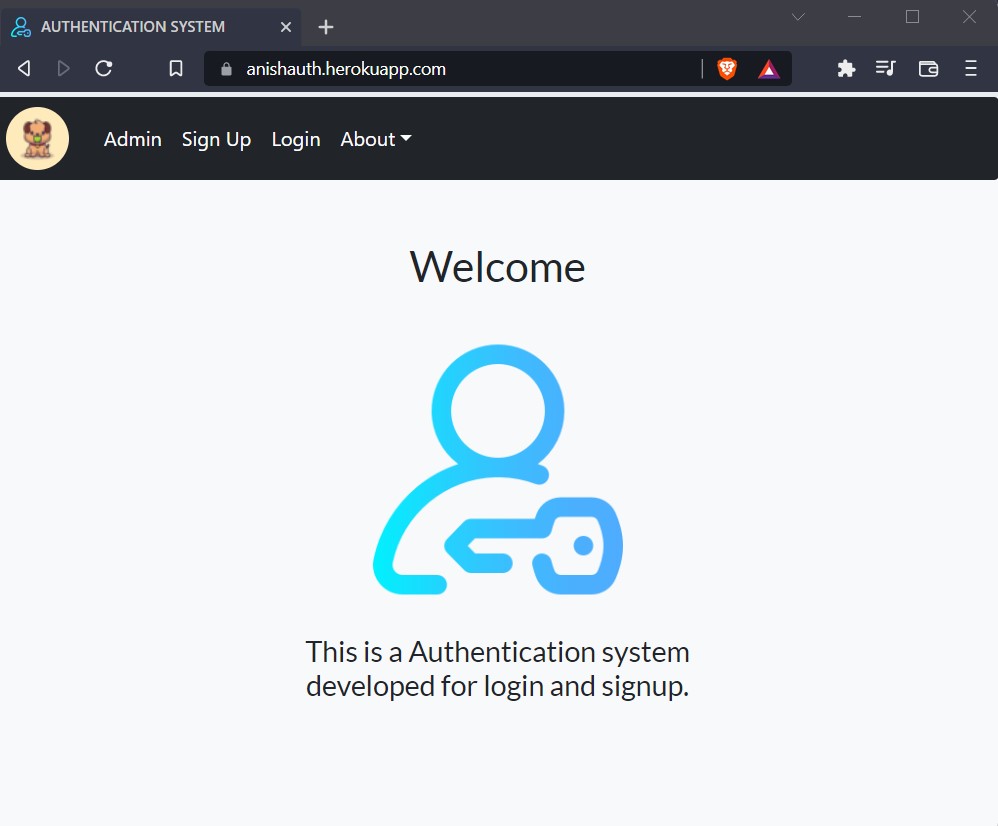 AUTHENTICATION SYSTEM
anishauth.herokuapp.com
Admin Sign Up Login About
Welcome
This is a Authentication system
developed for login and signup.